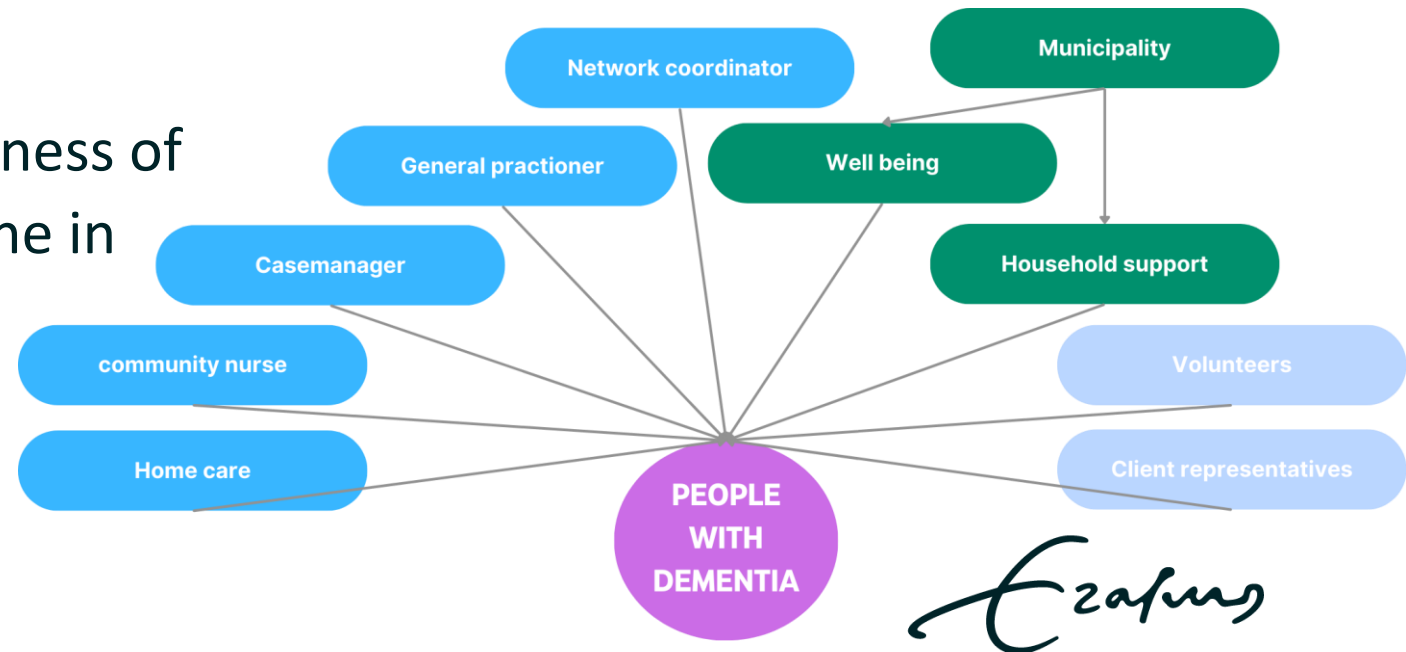 Network coordinator
Municipality
ness of
General practioner
Well being
ne in
Casemanager
Household support
community nurse
Volunteers
Home care
Client representatives
PEOPLE
WITH
DEMENTIA
Erasmus